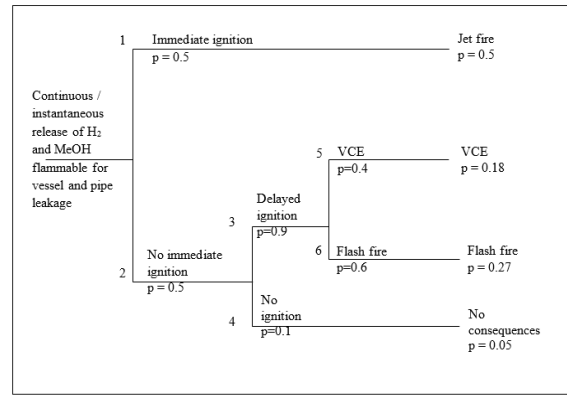 1
Immediate ignition
p = 0.5
Jet fire
p = 0.5
Continuous /
instantaneous
release of H₂
and MeOH
flammable for
vessel and pipe
leakage
5
VCE
p=0.4
VCE
p = 0.18
3
Delayed
ignition
p=0.9
6
Flash fire
p=0.6
Flash fire
p = 0.27
2
No immediate
ignition
p = 0.5
4
No
ignition
p=0.1
No
consequences
p = 0.05